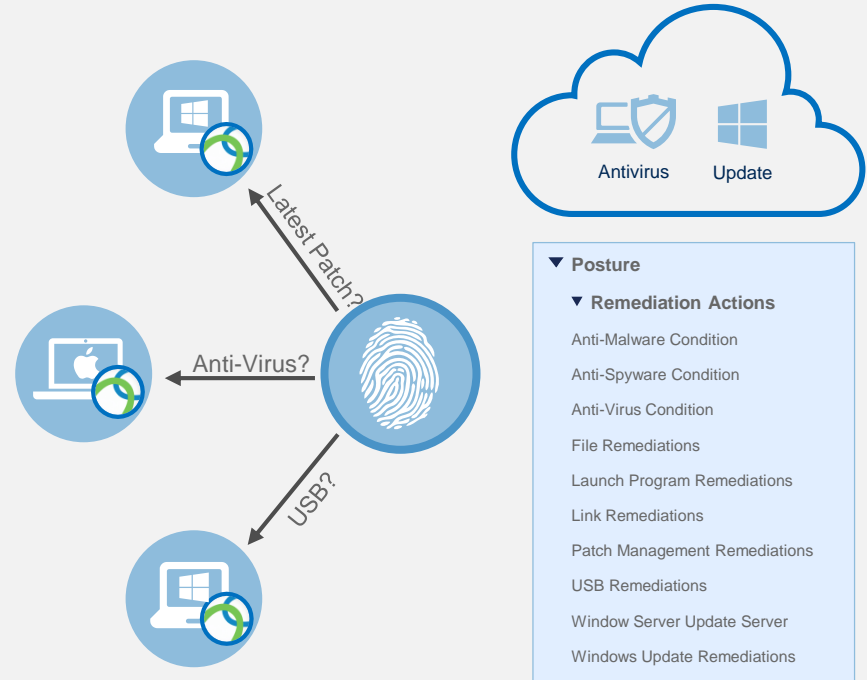 Latest Patch?
Anti-Virus?
USB?
Antivirus
Update
Posture
Remediation Actions
Anti-Malware Condition
Anti-Spyware Condition
Anti-Virus Condition
File Remediations
Launch Program Remediations
Link Remediations
Patch Management Remediations
USB Remediations
Window Server Update Server
Windows Update Remediations